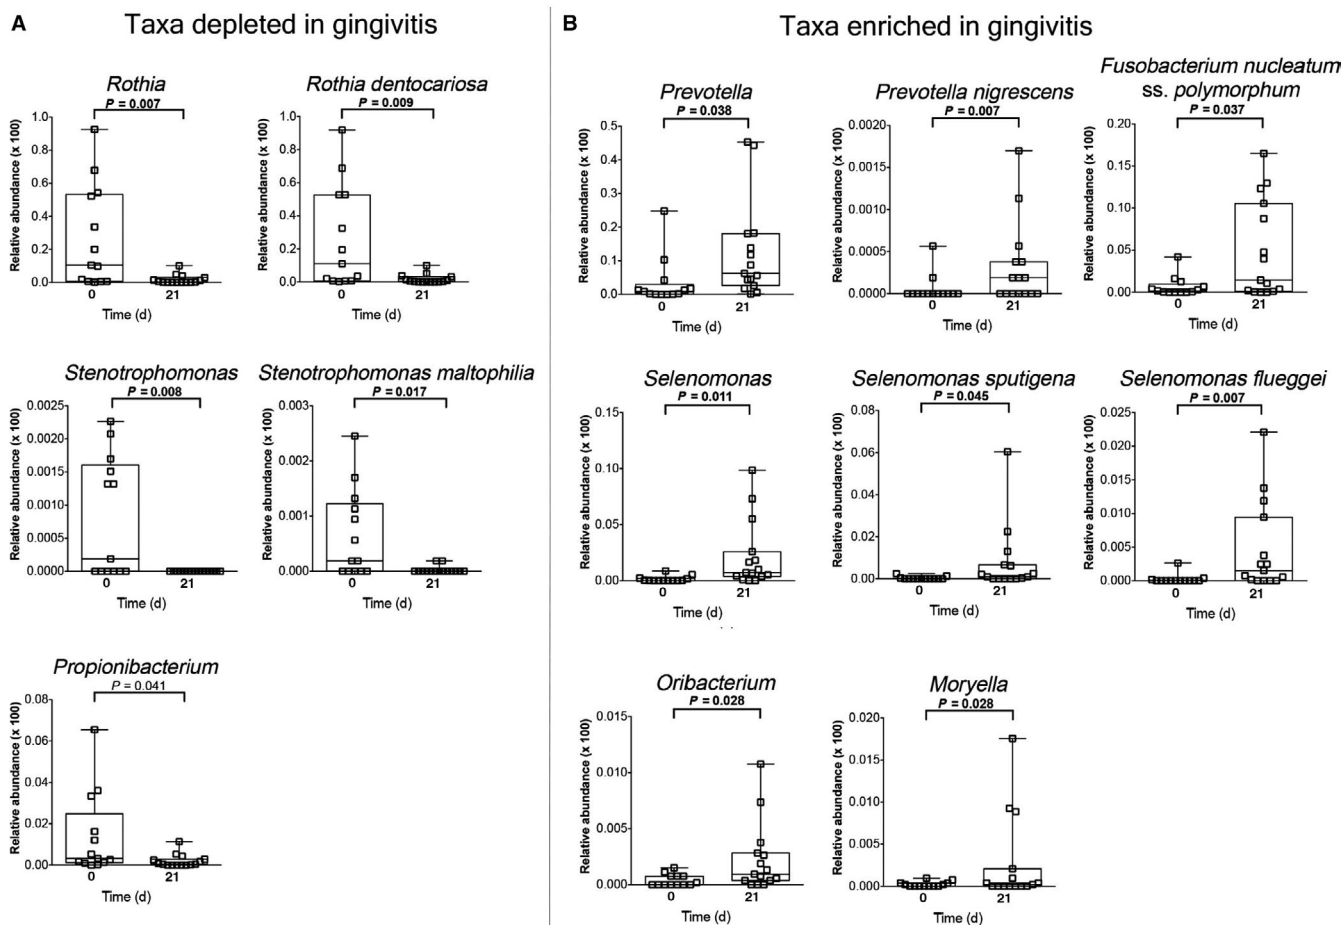 A
Taxa depleted in gingivitis
Rothia
P = 0.007
Relative abundance (x 100)
1.0
0.8
0.6
0.4
0.2
0.0
0
21
Time (d)
Rothia dentocariosa
P = 0.009
Relative abundance (x 100)
1.0
0.8
0.6
0.4
0.2
0.0
0
21
Time (d)
Stenotrophomonas
P = 0.008
Relative abundance (x 100)
0.0025
0.0020
0.0015
0.0010
0.0005
0.0000
0
21
Time (d)
Stenotrophomonas maltophilia
P = 0.017
Relative abundance (x 100)
0.003
0.002
0.001
0.000
0
21
Time (d)
Propionibacterium
P = 0.041
Relative abundance (x 100)
0.08
0.06
0.04
0.02
0.00
0
21
Time (d)
B
Taxa enriched in gingivitis
Prevotella
P = 0.038
Relative abundance (x 100)
0.5
0.4
0.3
0.2
0.1
0.0
0
21
Time (d)
Prevotella nigrescens
P = 0.007
Relative abundance (x 100)
0.0020
0.0015
0.0010
0.0005
0.0000
0
21
Time (d)
Fusobacterium nucleatum
ss. polymorphum
P = 0.037
Relative abundance (x 100)
0.20
0.15
0.10
0.05
0.00
0
21
Time (d)
Selenomonas
P = 0.011
Relative abundance (x 100)
0.15
0.10
0.05
0.00
0
21
Time (d)
Selenomonas sputigena
P = 0.045
Relative abundance (x 100)
0.08
0.06
0.04
0.02
0.00
0
21
Time (d)
Selenomonas flueggei
P = 0.007
Relative abundance (x 100)
0.025
0.020
0.015
0.010
0.005
0.000
0
21
Time (d)
Oribacterium
P = 0.028
Relative abundance (x 100)
0.015
0.010
0.005
0.000
0
21
Time (d)
Moryella
P = 0.028
Relative abundance (x 100)
0.020
0.015
0.010
0.005
0.000
0
21
Time (d)